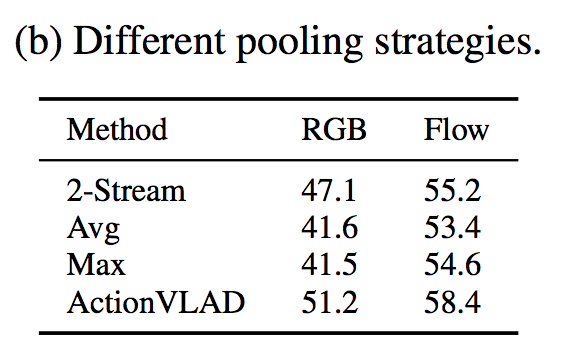 (b) Different pooling strategies.
Method RGB Flow
2-Stream 47.1 55.2
Avg 41.6 53.4
Max 41.5 54.6
ActionVLAD 51.2 58.4